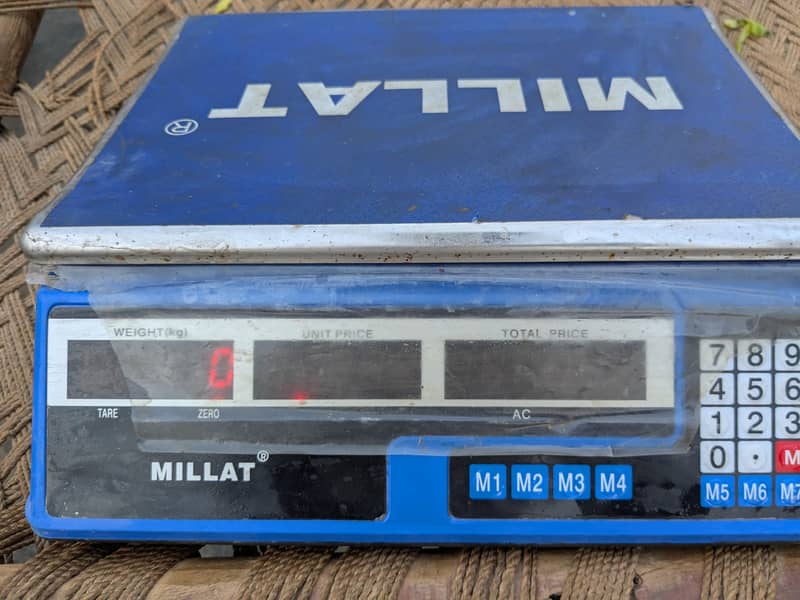 MILLAT
®
WEIGHT(kg) UNIT PRICE TOTAL PRICE
0
TARE ZERO AC
MILLAT®
M1 M2 M3 M4
7 8 9
4 5 6
1 2 3
0 . M
M5 M6 M7